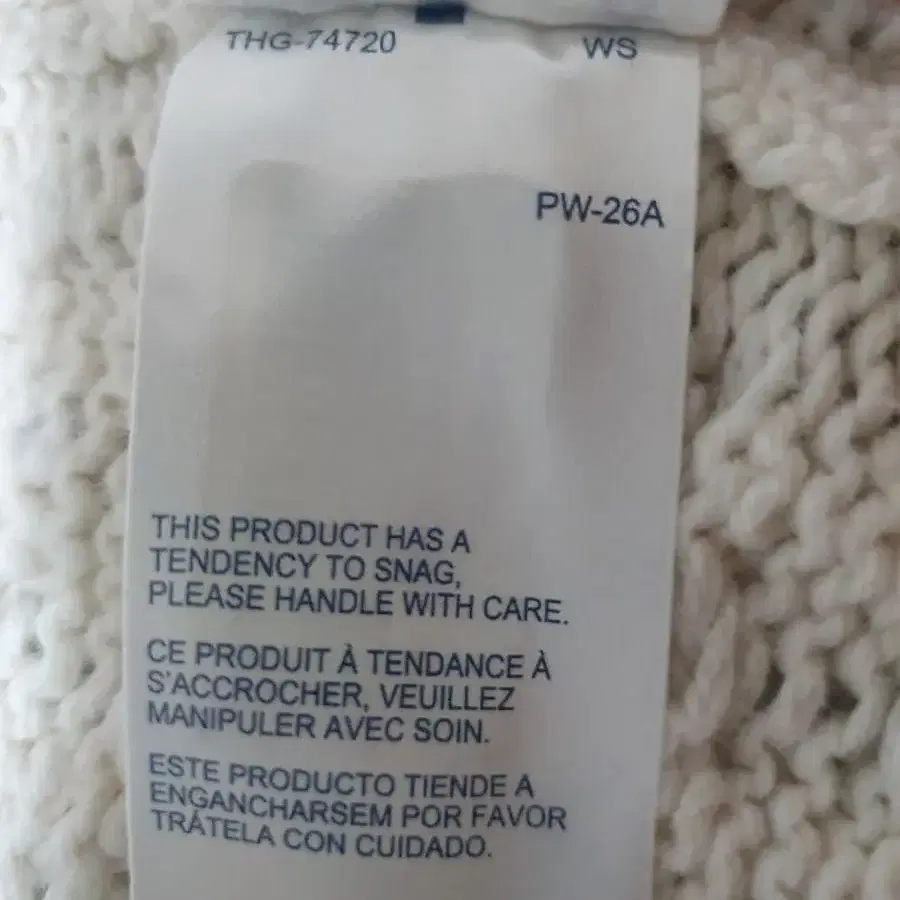 THG-74720 WS
PW-26A
THIS PRODUCT HAS A
TENDENCY TO SNAG,
PLEASE HANDLE WITH CARE.
CE PRODUIT À TENDANCE À
S'ACCROCHER, VEUILLEZ
MANIPULER AVEC SOIN.
ESTE PRODUCTO TIENDE A
ENGANCHARSEM POR FAVOR
TRÁTELA CON CUIDADO.